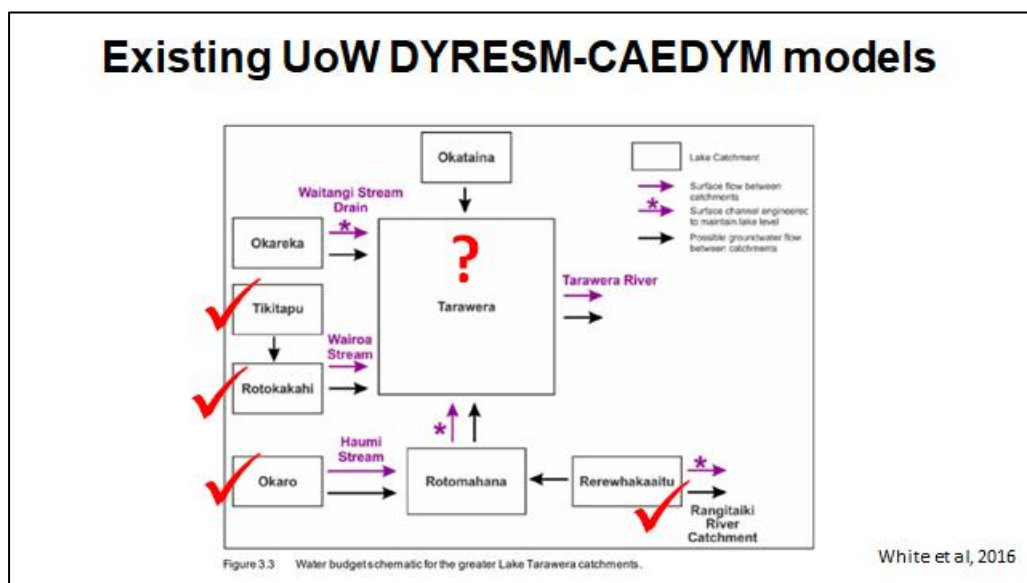 Existing UoW DYRESM-CAEDYM models
Okataina
Lake Catchment
Surface flow between
catchments
*
Surface channel engineered
to maintain lake level
Possible groundwater flow
between catchments
Waitangi Stream
Drain
*
Okareka
?
Tarawera
Tarawera River
Tikitapu
Wairoa
Stream
Rotokakahi
*
Haumi
Stream
Okaro
Rotomahana
Rerewhakaaitu
*
Rangitaiki
River
Catchment
Figure 3.3 Water budget schematic for the greater Lake Tarawera catchments.
White et al, 2016